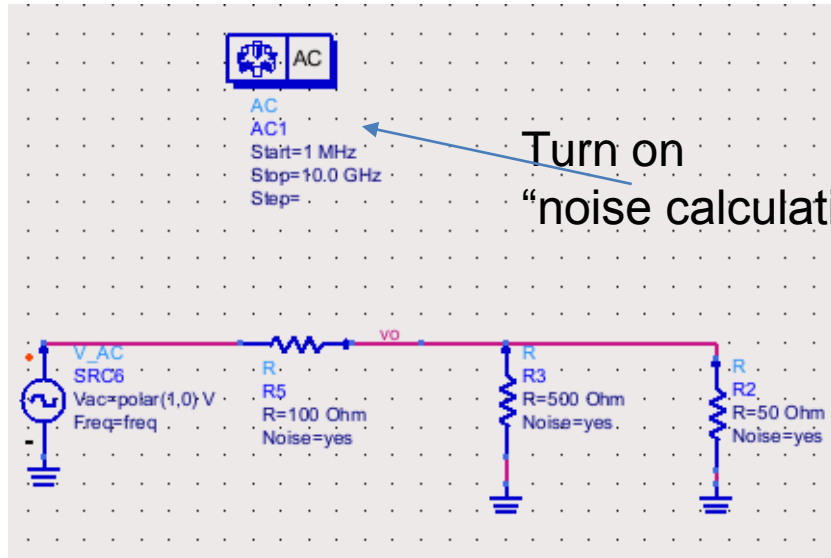 AC
AC
AC1
Start=1 MHz
Stop=10.0 GHz
Step=
Turn on
“noise calculati
vo
V_AC
SRC6
Vac=polar(1,0) V
Freq=freq
R
R5
R=100 Ohm
Noise=yes
R
R3
R=500 Ohm
Noise=yes
R
R2
R=50 Ohm
Noise=yes